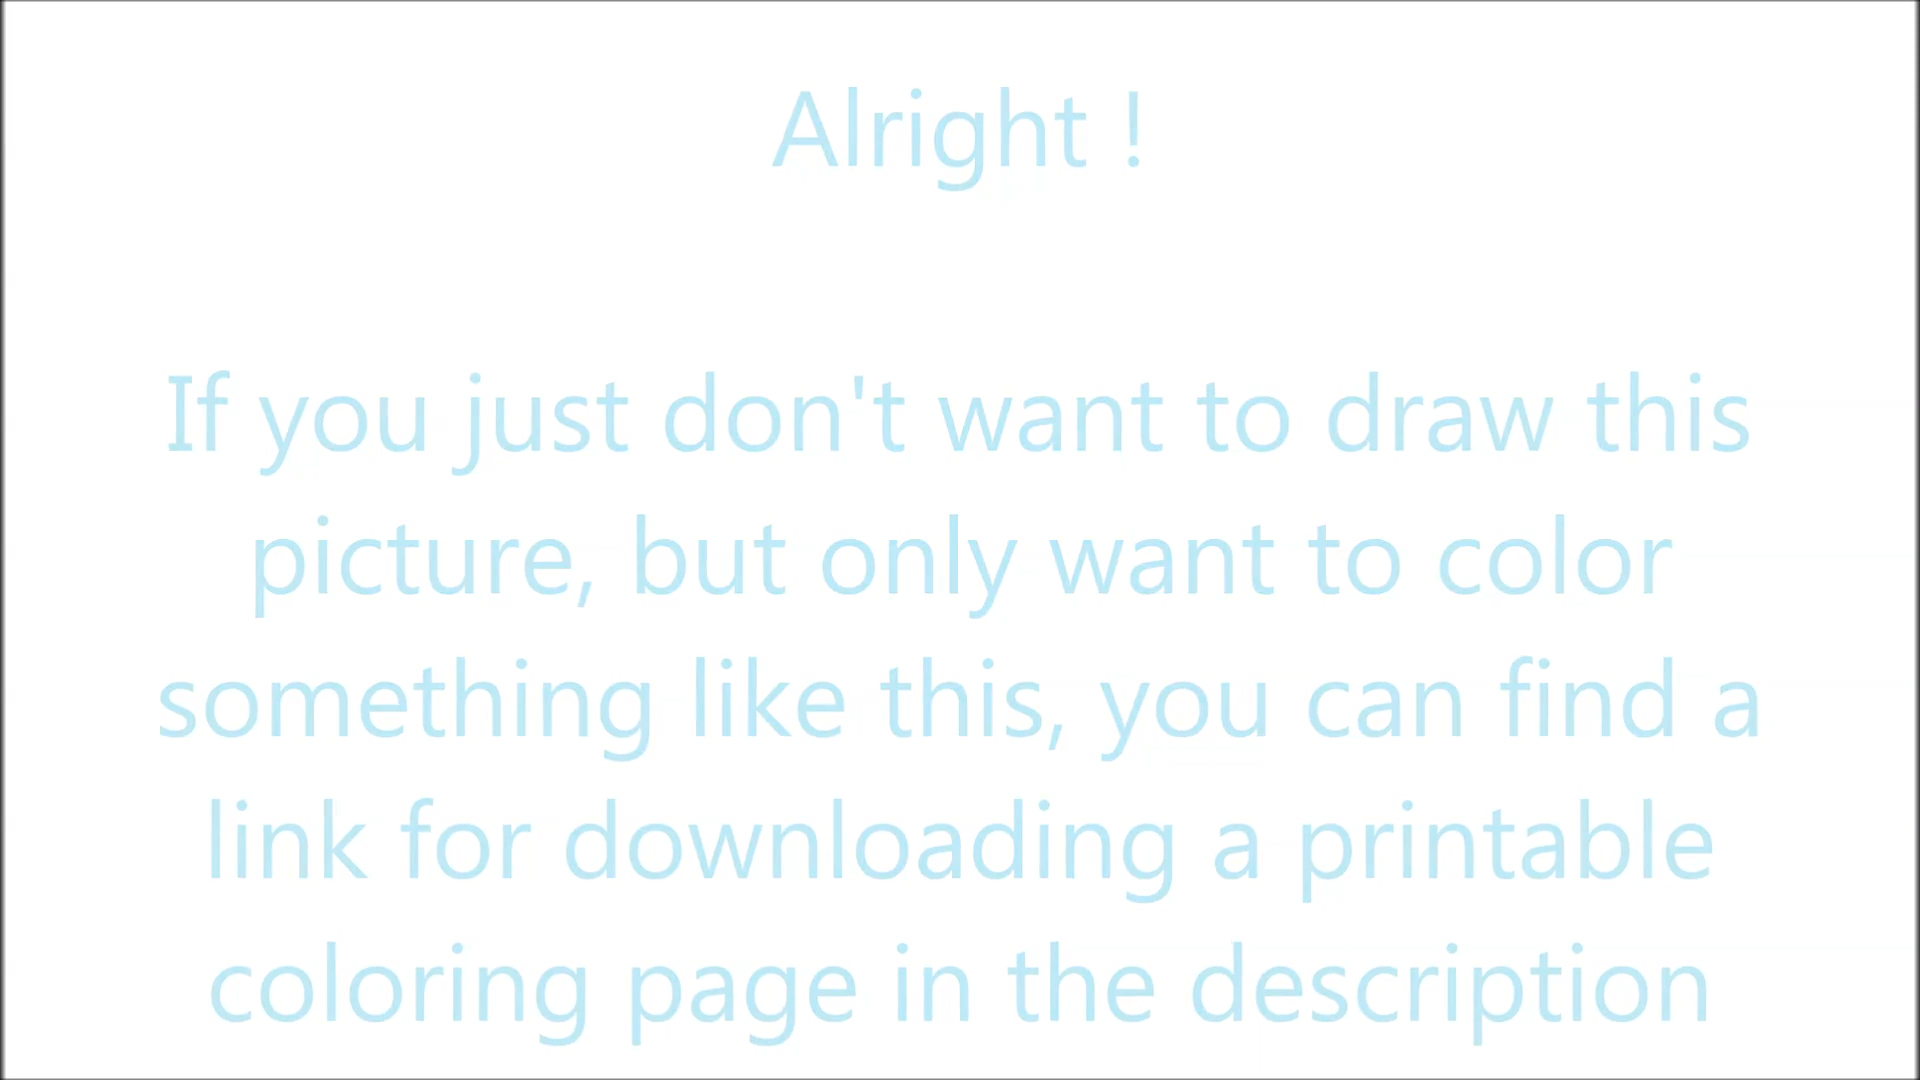 Alright !
If you just don't want to draw this
picture, but only want to color
something like this, you can find a
link for downloading a printable
coloring page in the description